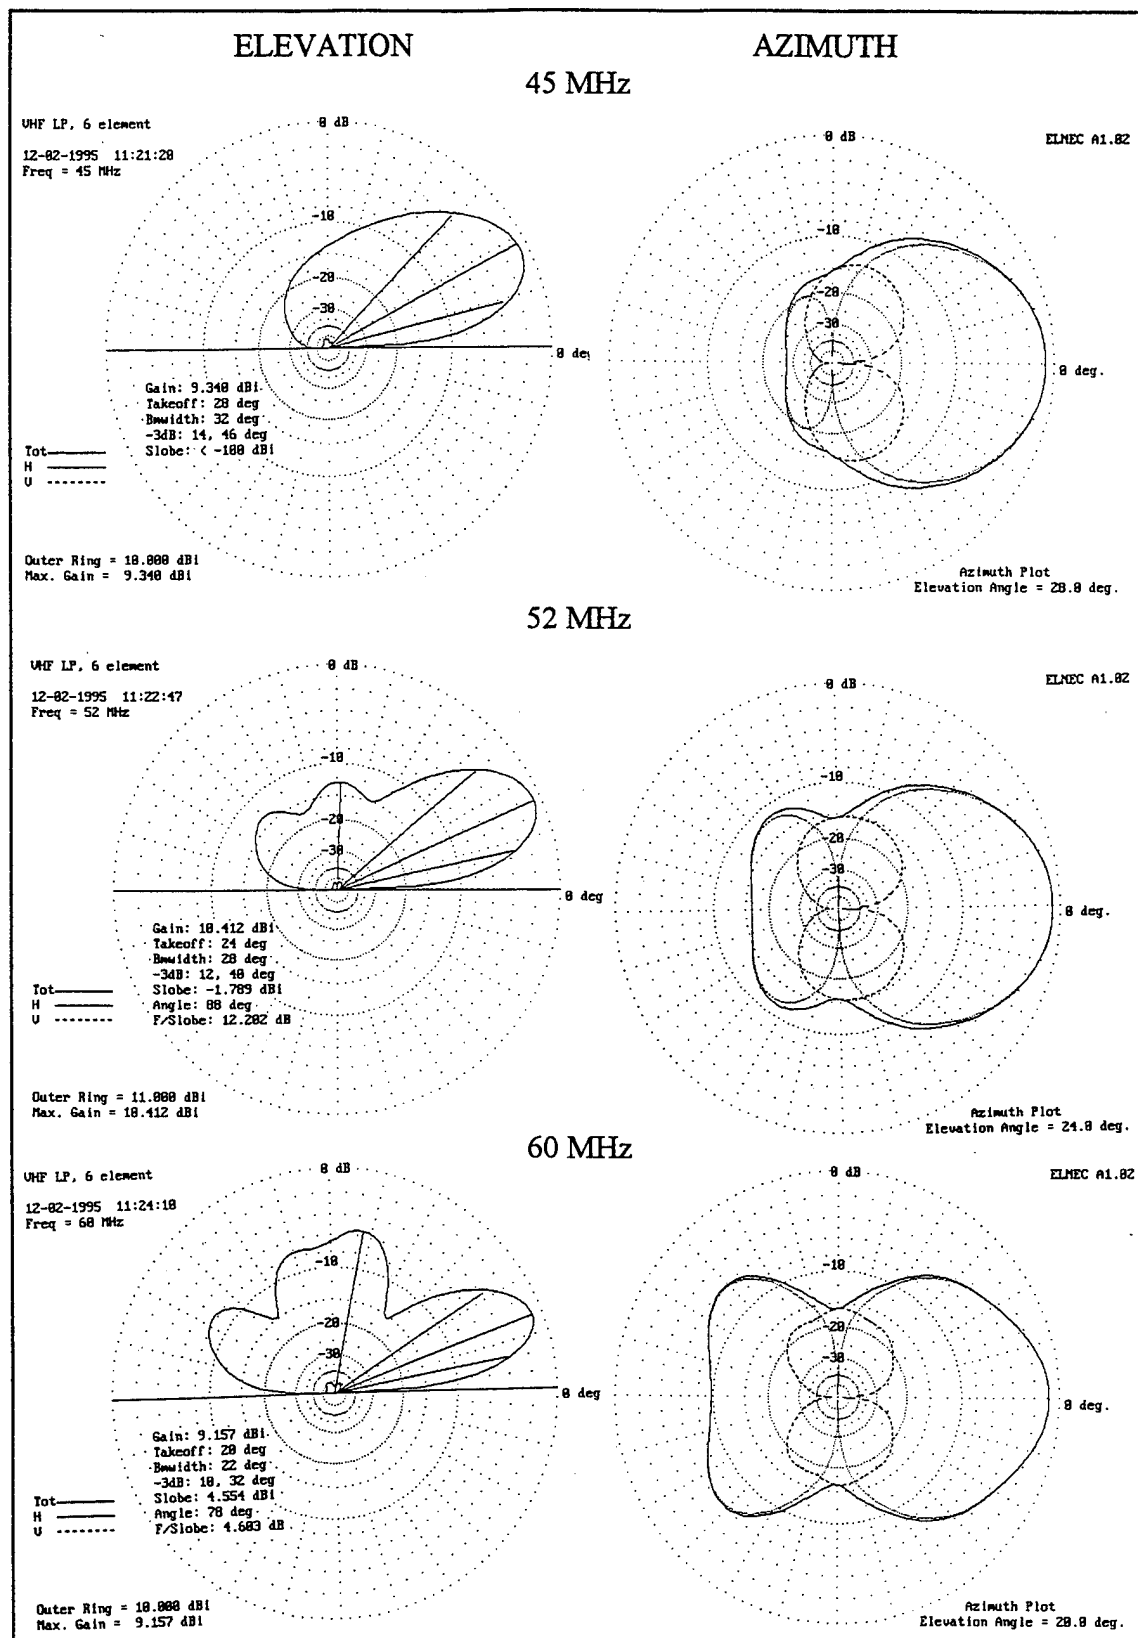 ELEVATION
AZIMUTH
45 MHz
VHF LP, 6 element
12-02-1995 11:21:20
Freq = 45 MHz
0 dB
-10
-20
-30
0 deg
Gain: 9.340 dBi
Takeoff: 28 deg
Bmwidth: 32 deg
-3dB: 14, 46 deg
Slobe: < -100 dBi
Tot
H
V
Outer Ring = 10.000 dBi
Max. Gain = 9.340 dBi
0 dB
ELNEC A1.02
-10
-20
-30
0 deg.
Azimuth Plot
Elevation Angle = 28.0 deg.
52 MHz
VHF LP, 6 element
12-02-1995 11:22:47
Freq = 52 MHz
0 dB
-10
-20
-30
0 deg
Gain: 10.412 dBi
Takeoff: 24 deg
Bmwidth: 28 deg
-3dB: 12, 40 deg
Slobe: -1.789 dBi
Angle: 88 deg
F/Slobe: 12.202 dB
Tot
H
V
Outer Ring = 11.000 dBi
Max. Gain = 10.412 dBi
0 dB
ELNEC A1.02
-10
-20
-30
0 deg.
Azimuth Plot
Elevation Angle = 24.0 deg.
60 MHz
VHF LP, 6 element
12-02-1995 11:24:10
Freq = 60 MHz
0 dB
-10
-20
-30
0 deg
Gain: 9.157 dBi
Takeoff: 20 deg
Bmwidth: 22 deg
-3dB: 10, 32 deg
Slobe: 4.554 dBi
Angle: 78 deg
F/Slobe: 4.603 dB
Tot
H
V
Outer Ring = 10.000 dBi
Max. Gain = 9.157 dBi
0 dB
ELNEC A1.02
-10
-20
-30
0 deg.
Azimuth Plot
Elevation Angle = 20.0 deg.